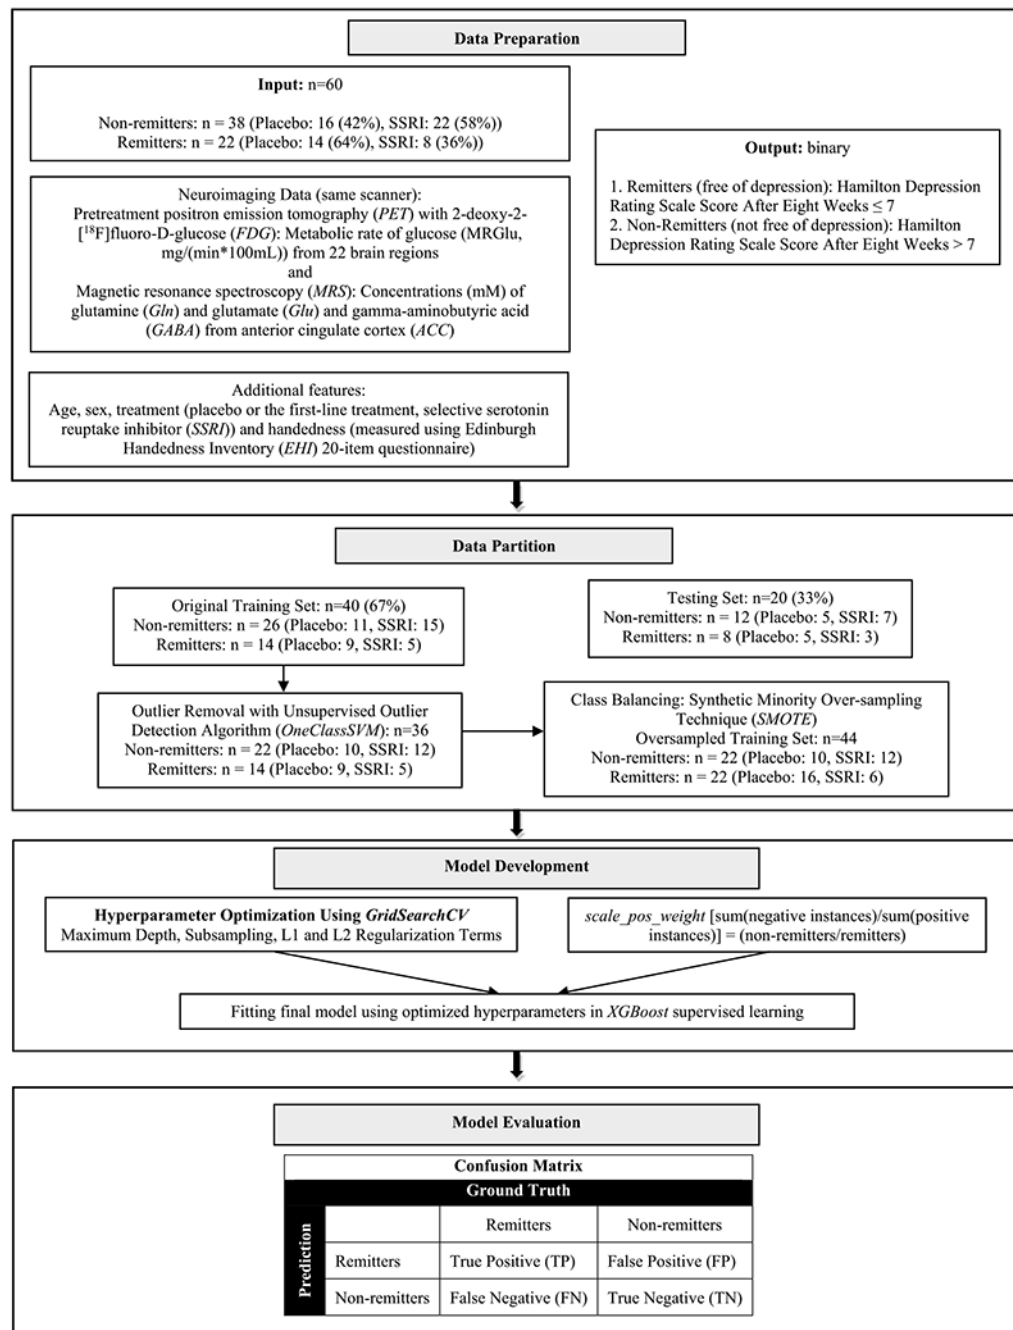 Data Preparation
Input: n=60
Non-remitters: n = 38 (Placebo: 16 (42%), SSRI: 22 (58%))
Remitters: n = 22 (Placebo: 14 (64%), SSRI: 8 (36%))
Neuroimaging Data (same scanner):
Pretreatment positron emission tomography (PET) with 2-deoxy-2-
[¹⁸F]fluoro-D-glucose (FDG): Metabolic rate of glucose (MRGlu,
mg/(min*100mL)) from 22 brain regions
and
Magnetic resonance spectroscopy (MRS): Concentrations (mM) of
glutamine (Gln) and glutamate (Glu) and gamma-aminobutyric acid
(GABA) from anterior cingulate cortex (ACC)
Additional features:
Age, sex, treatment (placebo or the first-line treatment, selective serotonin
reuptake inhibitor (SSRI)) and handedness (measured using Edinburgh
Handedness Inventory (EHI) 20-item questionnaire)
Output: binary
1. Remitters (free of depression): Hamilton Depression
Rating Scale Score After Eight Weeks ≤ 7
2. Non-Remitters (not free of depression): Hamilton
Depression Rating Scale Score After Eight Weeks > 7
Data Partition
Original Training Set: n=40 (67%)
Non-remitters: n = 26 (Placebo: 11, SSRI: 15)
Remitters: n = 14 (Placebo: 9, SSRI: 5)
Testing Set: n=20 (33%)
Non-remitters: n = 12 (Placebo: 5, SSRI: 7)
Remitters: n = 8 (Placebo: 5, SSRI: 3)
Outlier Removal with Unsupervised Outlier
Detection Algorithm (OneClassSVM): n=36
Non-remitters: n = 22 (Placebo: 10, SSRI: 12)
Remitters: n = 14 (Placebo: 9, SSRI: 5)
Class Balancing: Synthetic Minority Over-sampling
Technique (SMOTE)
Oversampled Training Set: n=44
Non-remitters: n = 22 (Placebo: 10, SSRI: 12)
Remitters: n = 22 (Placebo: 16, SSRI: 6)
Model Development
Hyperparameter Optimization Using GridSearchCV
Maximum Depth, Subsampling, L1 and L2 Regularization Terms
scale_pos_weight [sum(negative instances)/sum(positive
instances)] = (non-remitters/remitters)
Fitting final model using optimized hyperparameters in XGBoost supervised learning
Model Evaluation
Confusion Matrix
Ground Truth
Prediction
Remitters Non-remitters
Remitters True Positive (TP) False Positive (FP)
Non-remitters False Negative (FN) True Negative (TN)